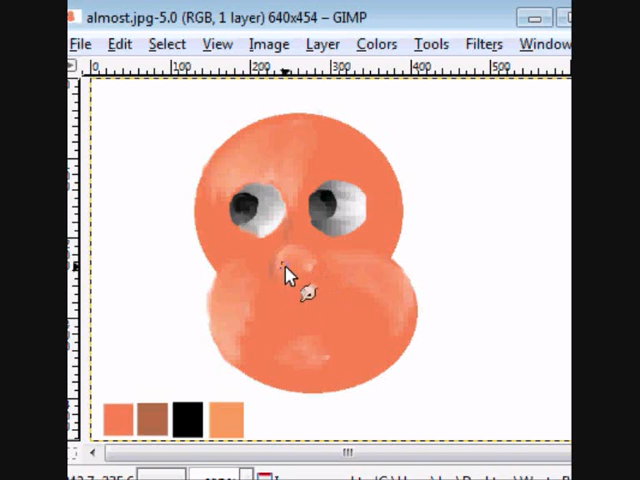 almost.jpg-5.0 (RGB, 1 layer) 640x454 – GIMP
File Edit Select View Image Layer Colors Tools Filters Window
0 100 200 300 400 500